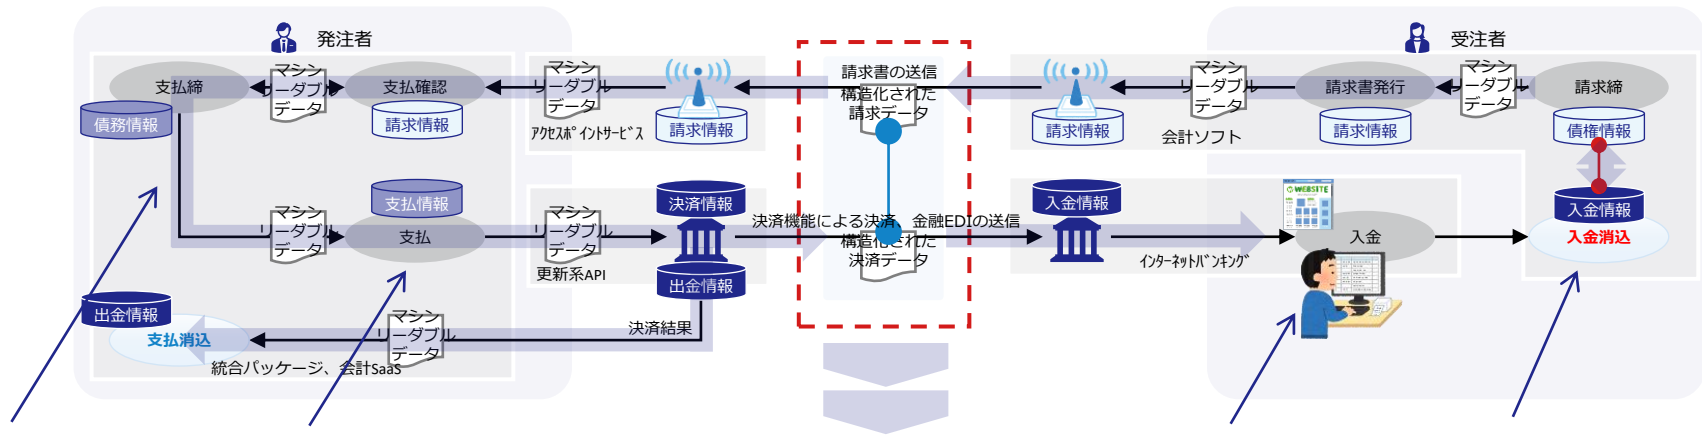 発注者
受注者
支払締
マシン
リーダブル
データ
支払確認
マシン
リーダブル
データ
請求書の送信
構造化された
請求データ
マシン
リーダブル
データ
請求書発行
マシン
リーダブル
データ
請求締
債務情報
請求情報
アクセスポイントサービス
請求情報
請求情報
会計ソフト
請求情報
債権情報
支払情報
決済情報
入金情報
WEBSITE
入金情報
マシン
リーダブル
データ
支払
マシン
リーダブル
データ
決済機能による決済、金融EDIの送信
構造化された
決済データ
入金
入金消込
更新系API
出金情報
インターネットバンキング
出金情報
支払消込
マシン
リーダブル
データ
決済結果
統合パッケージ、会計SaaS